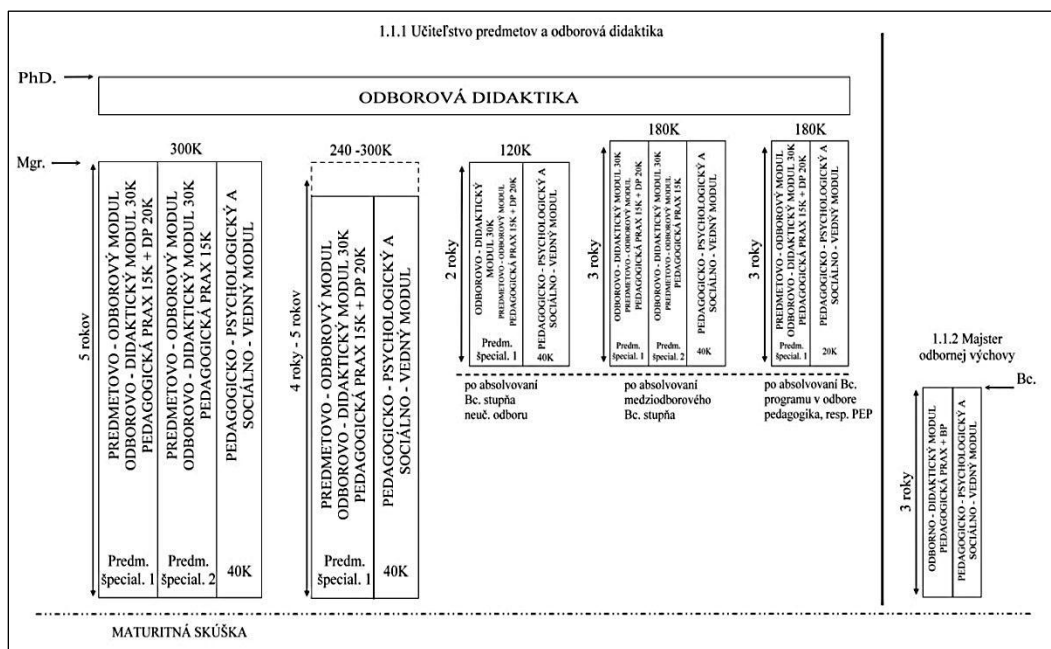 1.1.1 Učiteľstvo predmetov a odborová didaktika
PhD.
ODBOROVÁ DIDAKTIKA
Mgr.
300K
5 rokov
PREDMETOVO - ODBOROVÝ MODUL
ODBOROVO - DIDAKTICKÝ MODUL 30K
PEDAGOGICKÁ PRAX 15K + DP 20K
Predm.
špecial. 1
PREDMETOVO - ODBOROVÝ MODUL
ODBOROVO - DIDAKTICKÝ MODUL 30K
PEDAGOGICKÁ PRAX 15K
Predm.
špecial. 2
PEDAGOGICKO - PSYCHOLOGICKÝ A
SOCIÁLNO - VEDNÝ MODUL
40K
240 -300K
4 roky - 5 rokov
PREDMETOVO - ODBOROVÝ MODUL
ODBOROVO - DIDAKTICKÝ MODUL 30K
PEDAGOGICKÁ PRAX 15K + DP 20K
Predm.
špecial. 1
PEDAGOGICKO - PSYCHOLOGICKÝ A
SOCIÁLNO - VEDNÝ MODUL
40K
120K
2 roky
ODBOROVO - DIDAKTICKÝ
MODUL 30K
PREDMETOVO - ODBOROVÝ MODUL
PEDAGOGICKÁ PRAX 15K + DP 20K
Predm.
špecial. 1
PEDAGOGICKO - PSYCHOLOGICKÝ A
SOCIÁLNO - VEDNÝ MODUL
40K
po absolvovaní
Bc. stupňa
neuč. odboru
180K
3 roky
ODBOROVO - DIDAKTICKÝ MODUL 30K
PREDMETOVO - ODBOROVÝ MODUL
PEDAGOGICKÁ PRAX 15K + DP 20K
Predm.
špecial. 1
ODBOROVO - DIDAKTICKÝ MODUL 30K
PREDMETOVO - ODBOROVÝ MODUL
PEDAGOGICKÁ PRAX 15K
Predm.
špecial. 2
PEDAGOGICKO - PSYCHOLOGICKÝ A
SOCIÁLNO - VEDNÝ MODUL
40K
po absolvovaní
medziodborového
Bc. stupňa
180K
3 roky
PREDMETOVO - ODBOROVÝ MODUL
ODBOROVO - DIDAKTICKÝ MODUL 30K
PEDAGOGICKÁ PRAX 15K + DP 20K
Predm.
špecial. 1
PEDAGOGICKO - PSYCHOLOGICKÝ A
SOCIÁLNO - VEDNÝ MODUL
20K
po absolvovaní Bc.
programu v odbore
pedagogika, resp. PEP
1.1.2 Majster
odbornej výchovy
Bc.
3 roky
ODBORNO - DIDAKTICKÝ MODUL
PEDAGOGICKÁ PRAX + BP
PEDAGOGICKO - PSYCHOLOGICKÝ A
SOCIÁLNO - VEDNÝ MODUL
MATURITNÁ SKÚŠKA